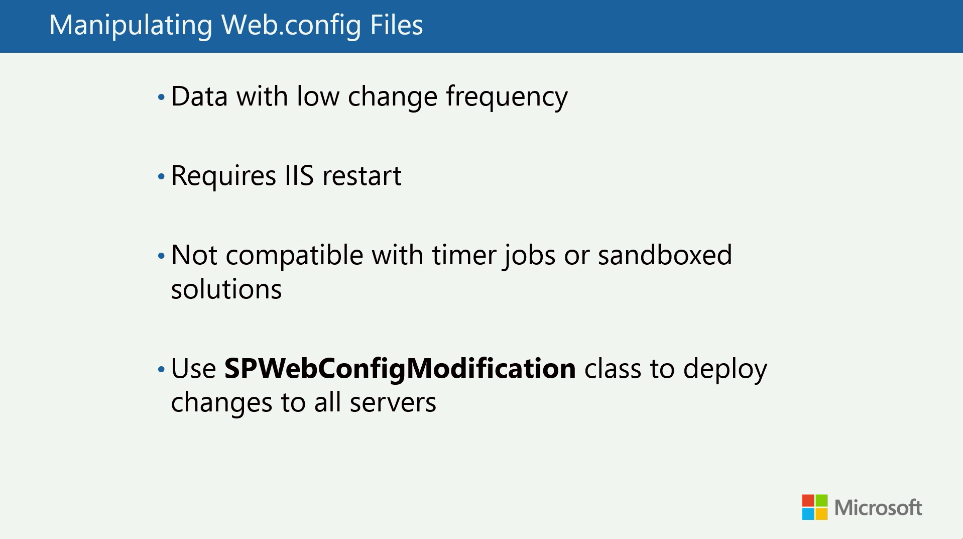 Manipulating Web.config Files
• Data with low change frequency
• Requires IIS restart
• Not compatible with timer jobs or sandboxed
solutions
• Use SPWebConfigModification class to deploy
changes to all servers
Microsoft